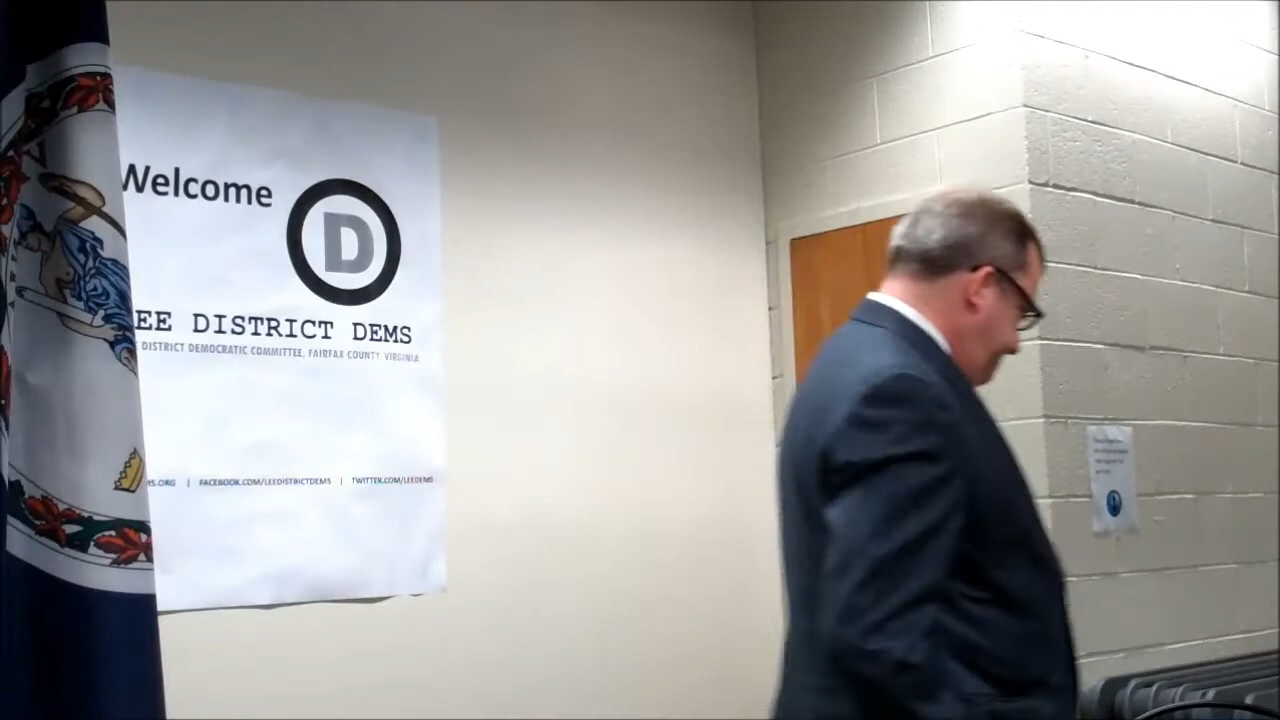 Welcome
D
EE DISTRICT DEMS
DISTRICT DEMOCRATIC COMMITTEE, FAIRFAX COUNTY, VIRGINIA
MS.ORG | FACEBOOK.COM/LEEDISTRICTDEMS | TWITTER.COM/LEEDEMS